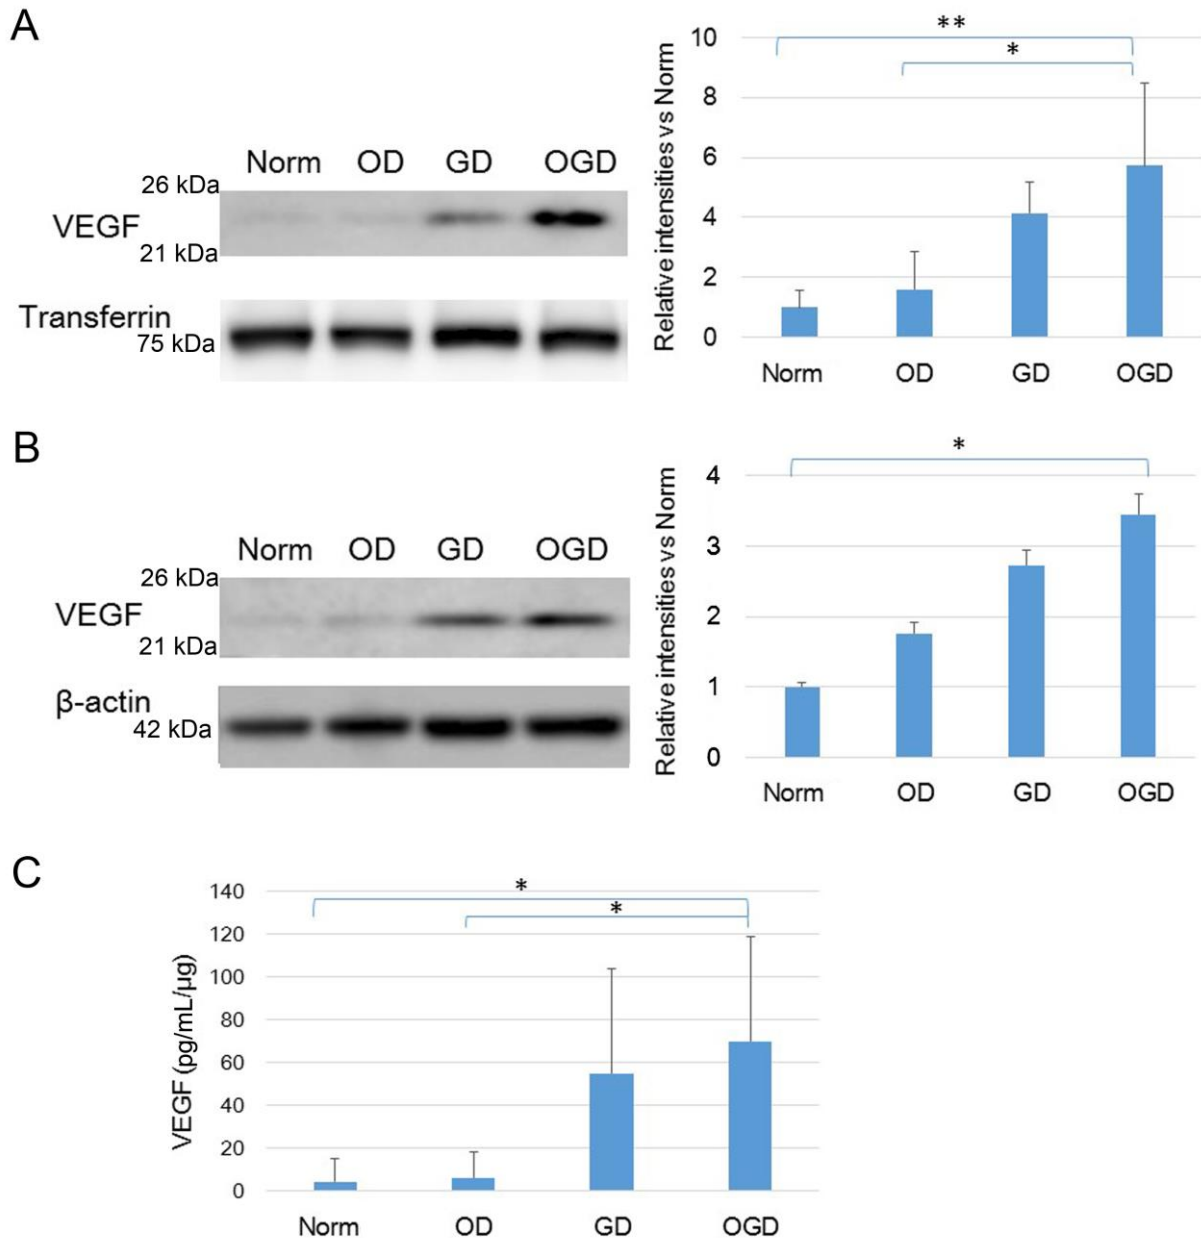 A
Norm OD GD OGD
26 kDa
VEGF
21 kDa
Transferrin
75 kDa
Relative intensities vs Norm
10
8
6
4
2
0
**
*
Norm OD GD OGD
B
Norm OD GD OGD
26 kDa
VEGF
21 kDa
β-actin
42 kDa
Relative intensities vs Norm
4
3
2
1
0
*
Norm OD GD OGD
C
VEGF (pg/mL/µg)
140
120
100
80
60
40
20
0
*
*
Norm OD GD OGD